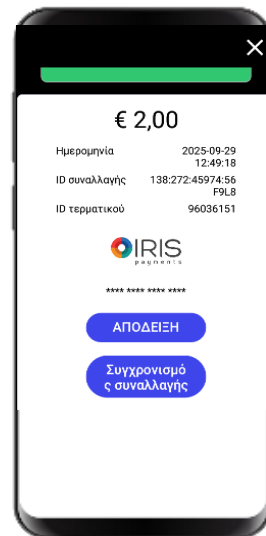 € 2,00
Ημερομηνία 2025-09-29
12:49:18
ID συναλλαγής 138:272:45974:56
F9L8
ID τερματικού 96036151
IRIS
payments
**** **** **** ****
ΑΠΟΔΕΙΞΗ
Συγχρονισμό
ς συναλλαγής